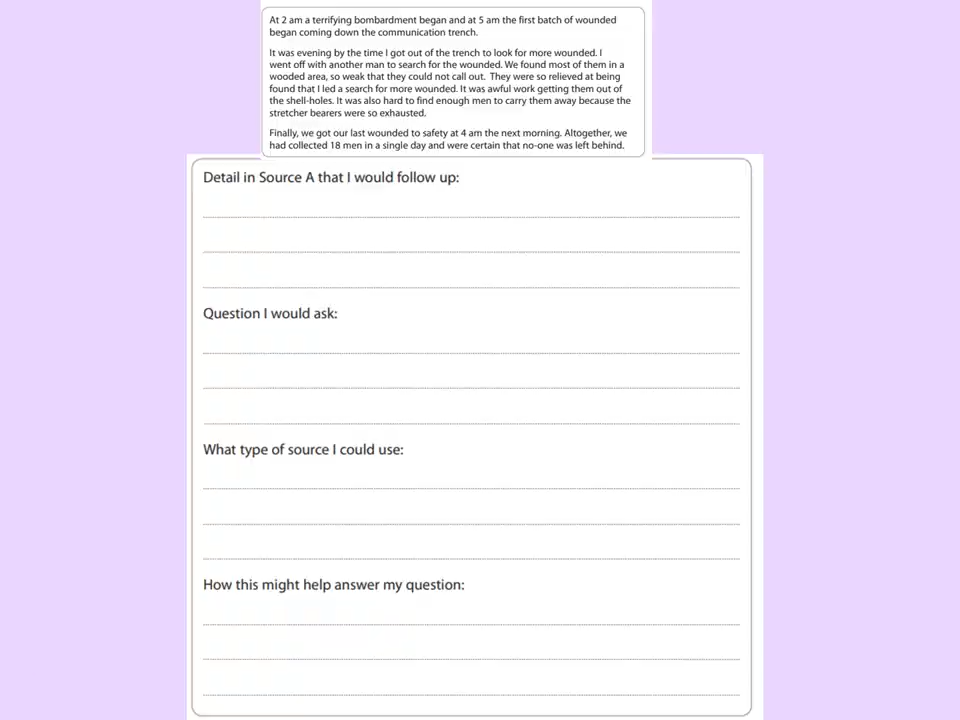 At 2 am a terrifying bombardment began and at 5 am the first batch of wounded
began coming down the communication trench.
It was evening by the time I got out of the trench to look for more wounded. I
went off with another man to search for the wounded. We found most of them in a
wooded area, so weak that they could not call out. They were so relieved at being
found that I led a search for more wounded. It was awful work getting them out of
the shell-holes. It was also hard to find enough men to carry them away because the
stretcher bearers were so exhausted.
Finally, we got our last wounded to safety at 4 am the next morning. Altogether, we
had collected 18 men in a single day and were certain that no-one was left behind.
Detail in Source A that I would follow up:
Question I would ask:
What type of source I could use:
How this might help answer my question: